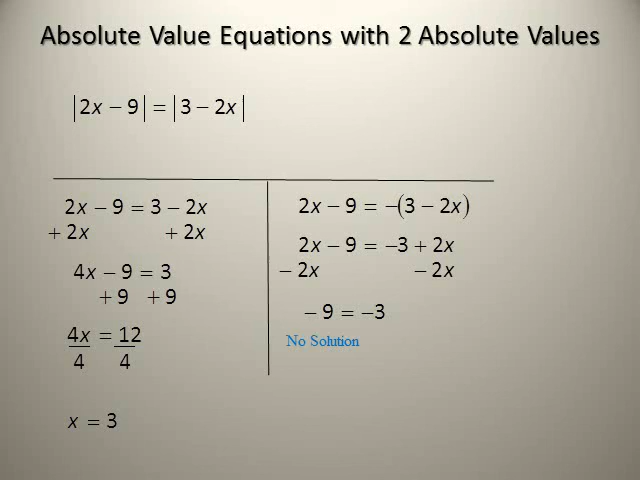 Absolute Value Equations with 2 Absolute Values
|2x − 9| = |3 − 2x|
2x − 9 = 3 − 2x
+ 2x + 2x
4x − 9 = 3
+ 9 + 9
4x = 12
4 4
x = 3
2x − 9 = −(3 − 2x)
2x − 9 = −3 + 2x
− 2x − 2x
− 9 = −3
No Solution